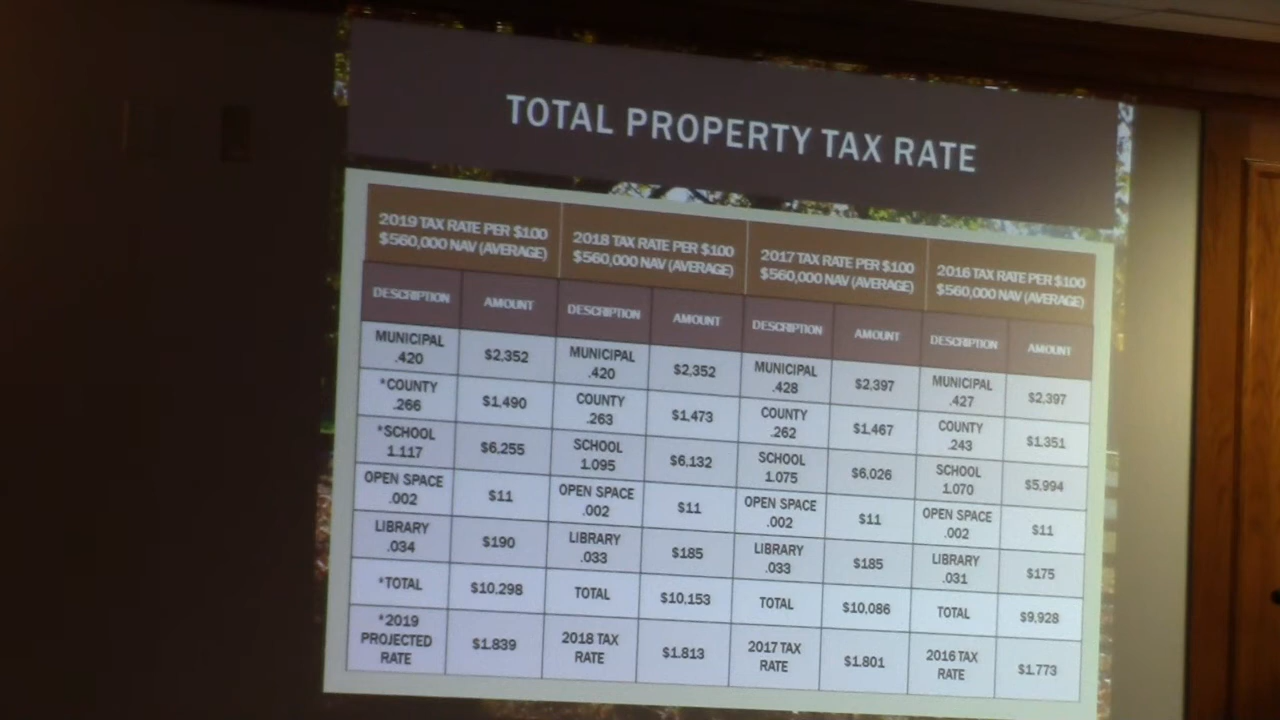 TOTAL PROPERTY TAX RATE
2019 TAX RATE PER $100
$560,000 NAV (AVERAGE)
2018 TAX RATE PER $100
$560,000 NAV (AVERAGE)
2017 TAX RATE PER $100
$560,000 NAV (AVERAGE)
2016 TAX RATE PER $100
$560,000 NAV (AVERAGE)
DESCRIPTION AMOUNT DESCRIPTION AMOUNT DESCRIPTION AMOUNT DESCRIPTION AMOUNT
MUNICIPAL
.420
$2,352
MUNICIPAL
.420
$2,352
MUNICIPAL
.428
$2,397
MUNICIPAL
.427
$2,397
*COUNTY
.266
$1,490
COUNTY
.263
$1,473
COUNTY
.262
$1,467
COUNTY
.243
$1,351
*SCHOOL
1.117
$6,255
SCHOOL
1.095
$6,132
SCHOOL
1.075
$6,026
SCHOOL
1.070
$5,994
OPEN SPACE
.002
$11
OPEN SPACE
.002
$11
OPEN SPACE
.002
$11
OPEN SPACE
.002
$11
LIBRARY
.034
$190
LIBRARY
.033
$185
LIBRARY
.033
$185
LIBRARY
.031
$175
*TOTAL $10,298 TOTAL $10,153 TOTAL $10,086 TOTAL $9,928
*2019
PROJECTED
RATE
$1.839
2018 TAX
RATE
$1.813
2017 TAX
RATE
$1.801
2016 TAX
RATE
$1.773